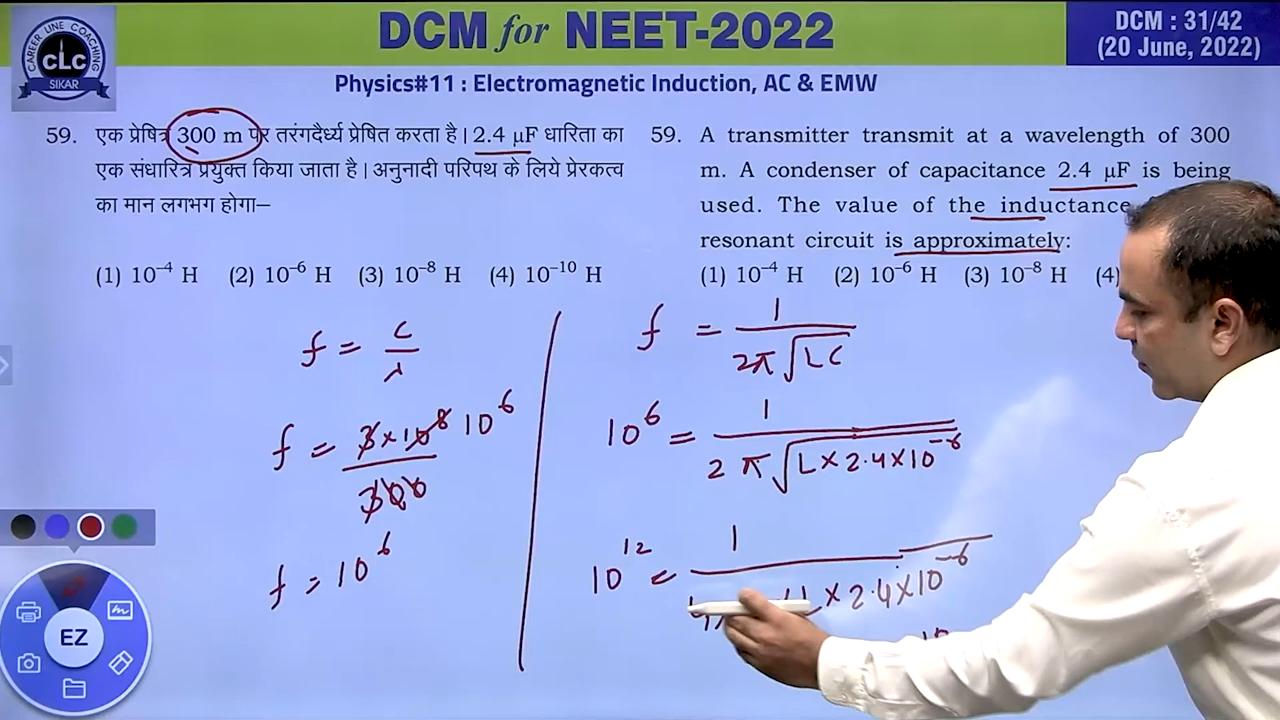 CAREER LINE COACHING
CLC
SIKAR
DCM for NEET-2022
DCM : 31/42
(20 June, 2022)
Physics#11 : Electromagnetic Induction, AC & EMW
59. एक प्रेषित्र 300 m पर तरंगदैर्ध्य प्रेषित करता है। 2.4 μF धारिता का
एक संधारित्र प्रयुक्त किया जाता है। अनुनादी परिपथ के लिये प्रेरकत्व
का मान लगभग होगा—
(1) 10⁻⁴ H (2) 10⁻⁶ H (3) 10⁻⁸ H (4) 10⁻¹⁰ H
59. A transmitter transmit at a wavelength of 300
m. A condenser of capacitance 2.4 μF is being
used. The value of the inductance
resonant circuit is approximately:
(1) 10⁻⁴ H (2) 10⁻⁶ H (3) 10⁻⁸ H (4)
f = c/λ
f = 3×10⁸/300 10⁶
f = 10⁶
f = 1/2π√LC
10⁶ = 1/2π√L×2.4×10⁻⁶
10¹² = 1
× 2.4×10⁻⁶
EZ